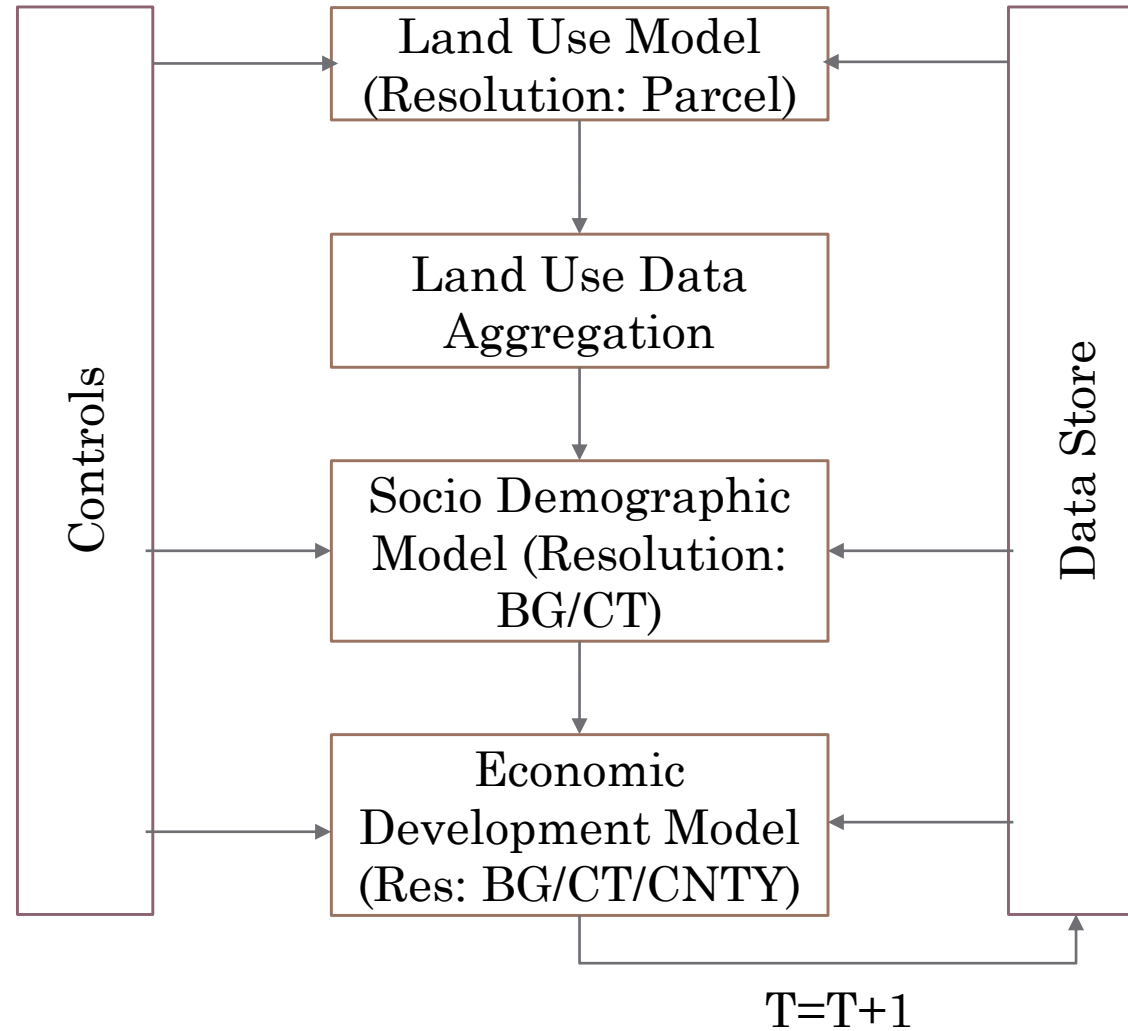 Land Use Model
(Resolution: Parcel)
Land Use Data
Aggregation
Socio Demographic
Model (Resolution:
BG/CT)
Economic
Development Model
(Res: BG/CT/CNTY)
Controls
Data Store
T=T+1